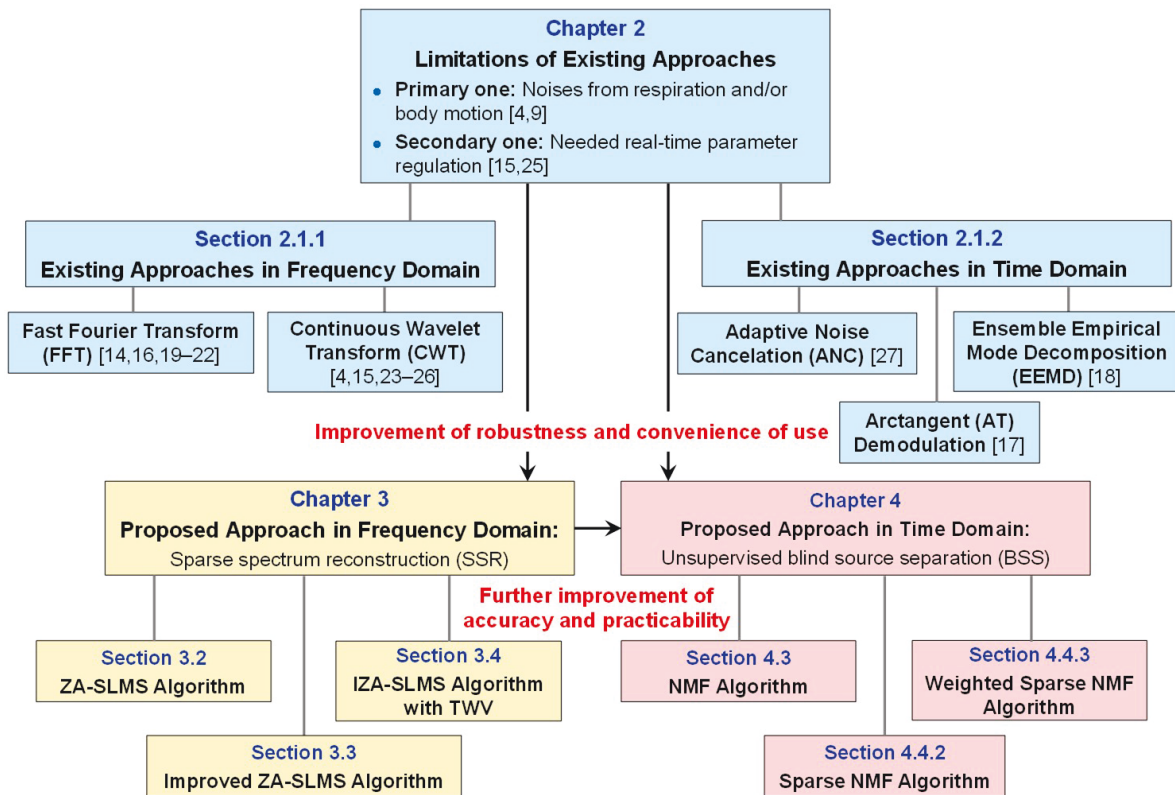 Chapter 2
Limitations of Existing Approaches
• Primary one: Noises from respiration and/or
body motion [4,9]
• Secondary one: Needed real-time parameter
regulation [15,25]
Section 2.1.1
Existing Approaches in Frequency Domain
Section 2.1.2
Existing Approaches in Time Domain
Fast Fourier Transform
(FFT) [14,16,19–22]
Continuous Wavelet
Transform (CWT)
[4,15,23–26]
Adaptive Noise
Cancelation (ANC) [27]
Ensemble Empirical
Mode Decomposition
(EEMD) [18]
Arctangent (AT)
Demodulation [17]
Improvement of robustness and convenience of use
Chapter 3
Proposed Approach in Frequency Domain:
Sparse spectrum reconstruction (SSR)
Chapter 4
Proposed Approach in Time Domain:
Unsupervised blind source separation (BSS)
Further improvement of
accuracy and practicability
Section 3.2
ZA-SLMS Algorithm
Section 3.4
IZA-SLMS Algorithm
with TWV
Section 4.3
NMF Algorithm
Section 4.4.3
Weighted Sparse NMF
Algorithm
Section 3.3
Improved ZA-SLMS Algorithm
Section 4.4.2
Sparse NMF Algorithm